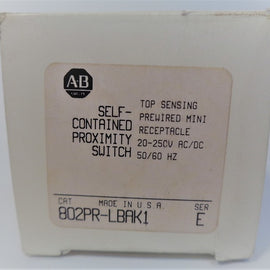 A-B
SELF-
CONTAINED
PROXIMITY
SWITCH
TOP SENSING
PREWIRED MINI
RECEPTACLE
20-250V AC/DC
50/60 HZ
CAT
MADE IN U.S.A.
SER
802PR-LBAK1
E